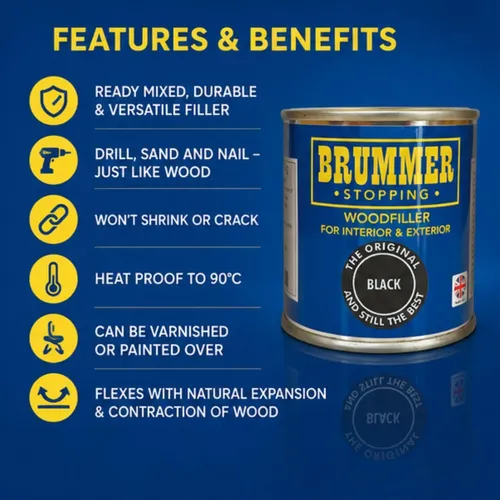 FEATURES & BENEFITS
READY MIXED, DURABLE
& VERSATILE FILLER
DRILL, SAND AND NAIL –
JUST LIKE WOOD
WON'T SHRINK OR CRACK
HEAT PROOF TO 90°C
CAN BE VARNISHED
OR PAINTED OVER
FLEXES WITH NATURAL EXPANSION
& CONTRACTION OF WOOD
BRUMMER
• STOPPING •
WOODFILLER
FOR INTERIOR & EXTERIOR
THE ORIGINAL
BLACK
AND STILL THE BEST